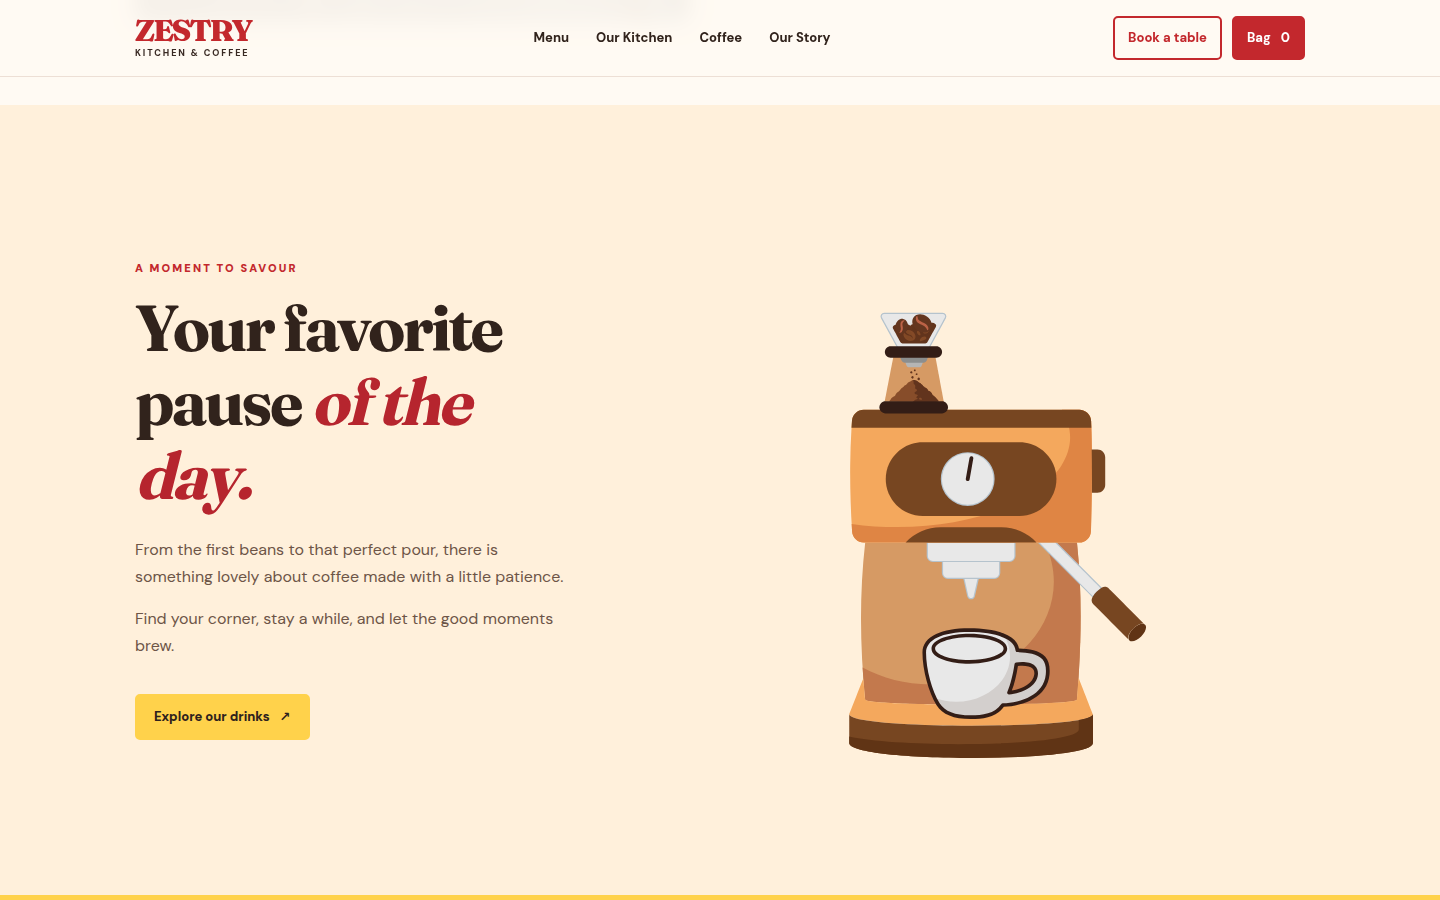 ZESTRY
KITCHEN & COFFEE
Menu
Our Kitchen
Coffee
Our Story
Book a table
Bag 0
A MOMENT TO SAVOUR
Your favorite
pause of the
day.
From the first beans to that perfect pour, there is
something lovely about coffee made with a little patience.
Find your corner, stay a while, and let the good moments
brew.
Explore our drinks ↗